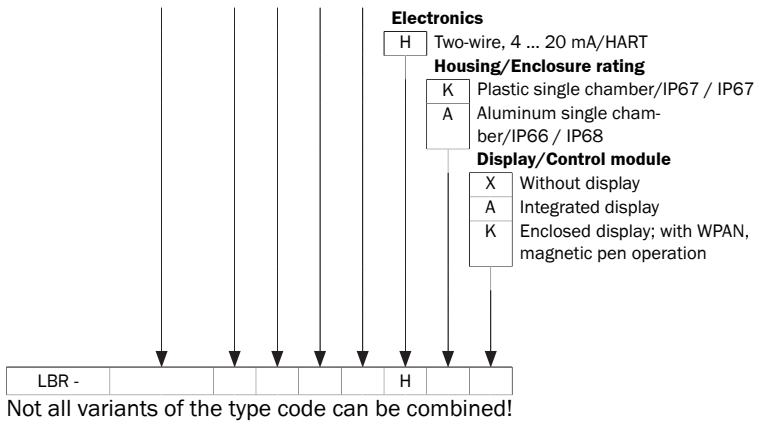 Electronics
H Two-wire, 4 ... 20 mA/HART
Housing/Enclosure rating
K Plastic single chamber/IP67 / IP67
A Aluminum single cham-
ber/IP66 / IP68
Display/Control module
X Without display
A Integrated display
K Enclosed display; with WPAN,
magnetic pen operation
LBR - H
Not all variants of the type code can be combined!